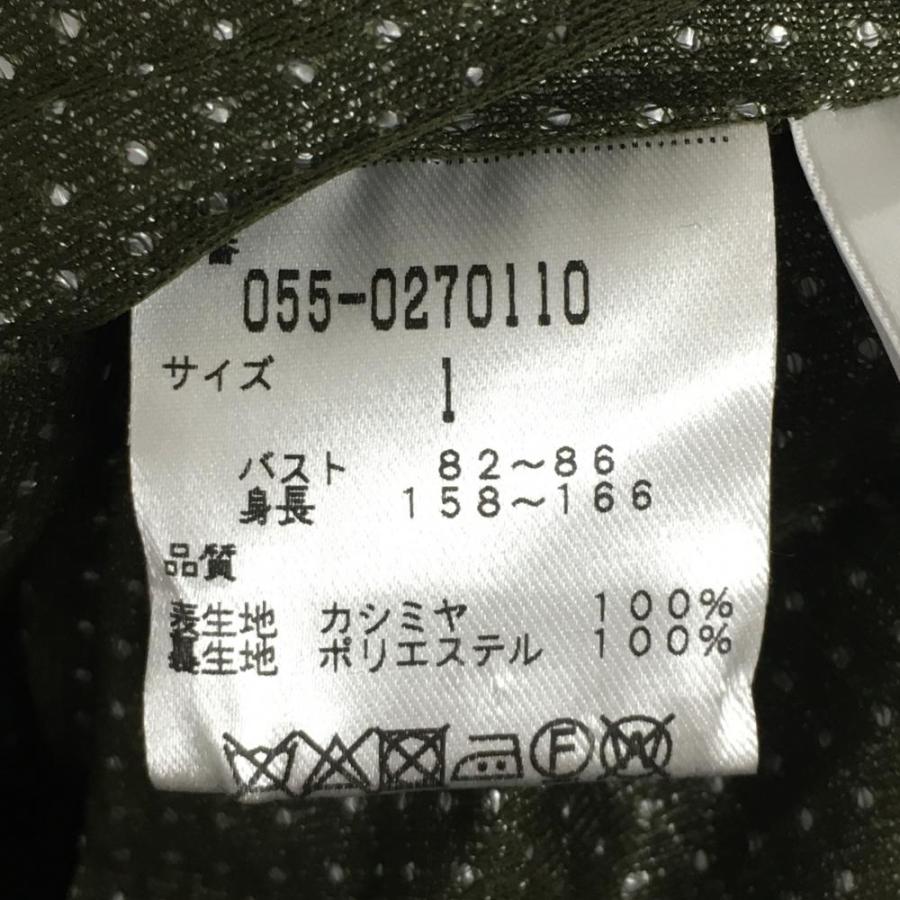 番
055-0270110
サイズ 1
バスト 82～86
身長 158～166
品質
表生地 カシミヤ 100%
裏生地 ポリエステル 100%
F W